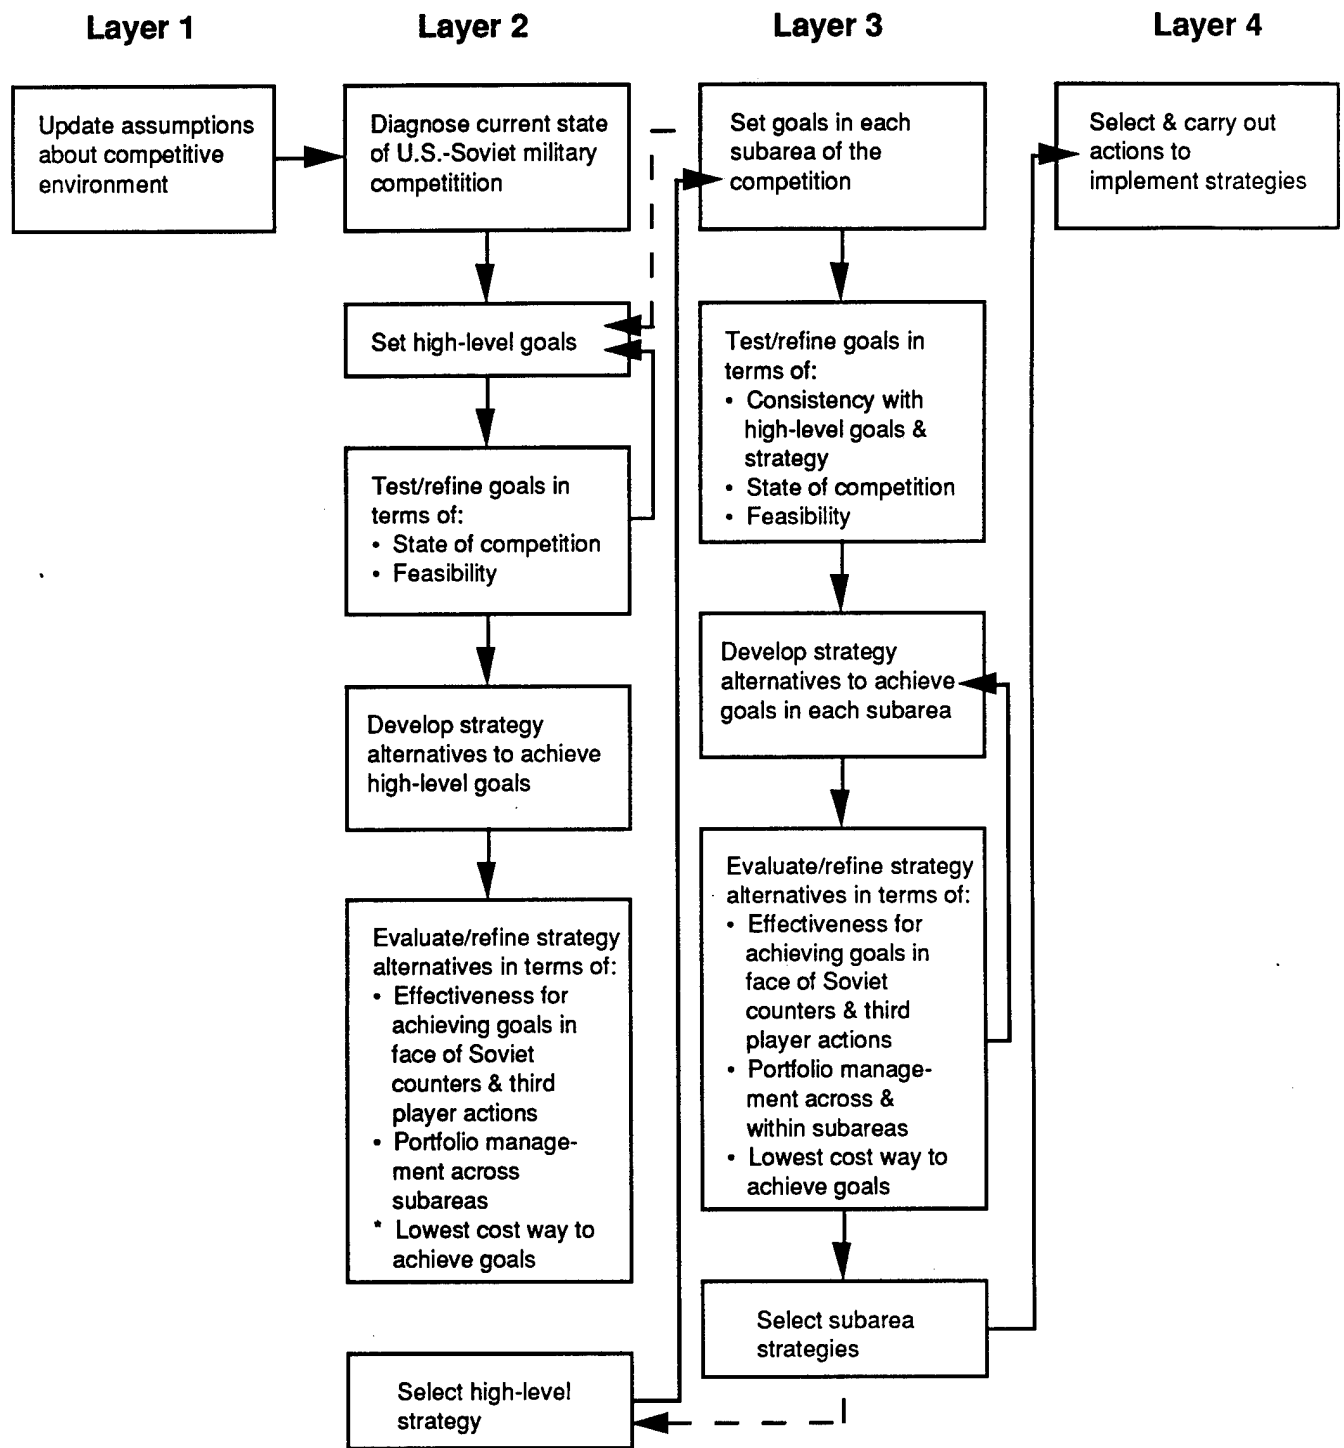 Layer 1
Layer 2
Layer 3
Layer 4
Update assumptions
about competitive
environment
Diagnose current state
of U.S.-Soviet military
competitition
Set high-level goals
Test/refine goals in
terms of:
• State of competition
• Feasibility
Develop strategy
alternatives to achieve
high-level goals
Evaluate/refine strategy
alternatives in terms of:
• Effectiveness for
achieving goals in
face of Soviet
counters & third
player actions
• Portfolio manage-
ment across
subareas
* Lowest cost way to
achieve goals
Select high-level
strategy
Set goals in each
subarea of the
competition
Test/refine goals in
terms of:
• Consistency with
high-level goals &
strategy
• State of competition
• Feasibility
Develop strategy
alternatives to achieve
goals in each subarea
Evaluate/refine strategy
alternatives in terms of:
• Effectiveness for
achieving goals in
face of Soviet
counters & third
player actions
• Portfolio manage-
ment across &
within subareas
• Lowest cost way to
achieve goals
Select subarea
strategies
Select & carry out
actions to
implement strategies